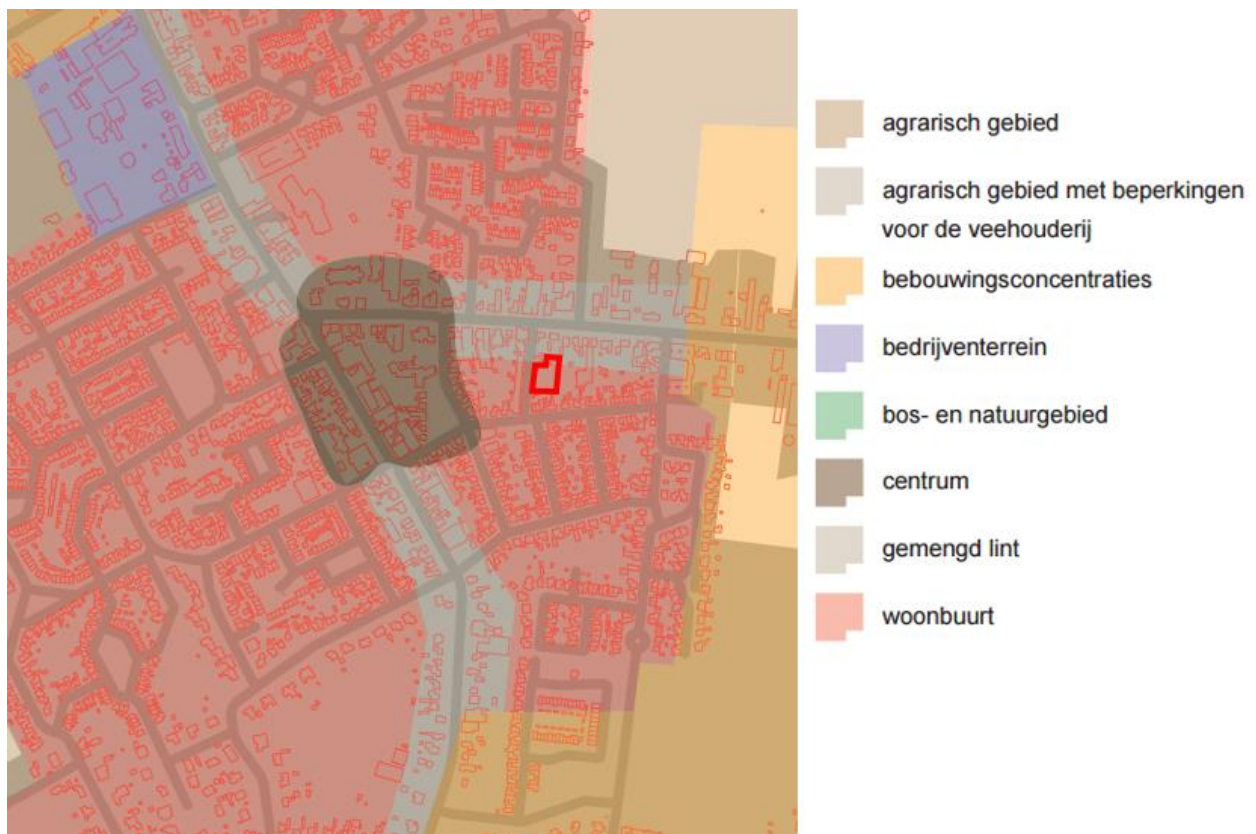 agrarisch gebied
agrarisch gebied met beperkingen
voor de veehouderij
bebouwingsconcentraties
bedrijventerrein
bos- en natuurgebied
centrum
gemengd lint
woonbuurt